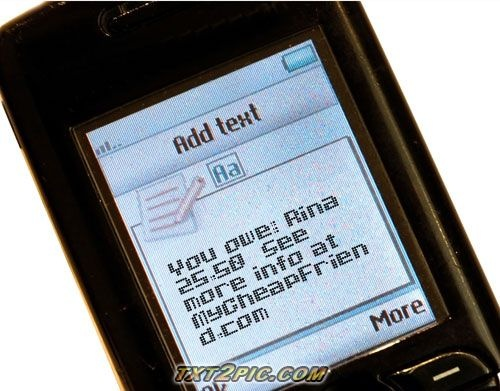 Add text
Aa
You owe: Rina
25:50 See
more info at
MyCheapFrien
d.com
More
TXT2PIC.COM